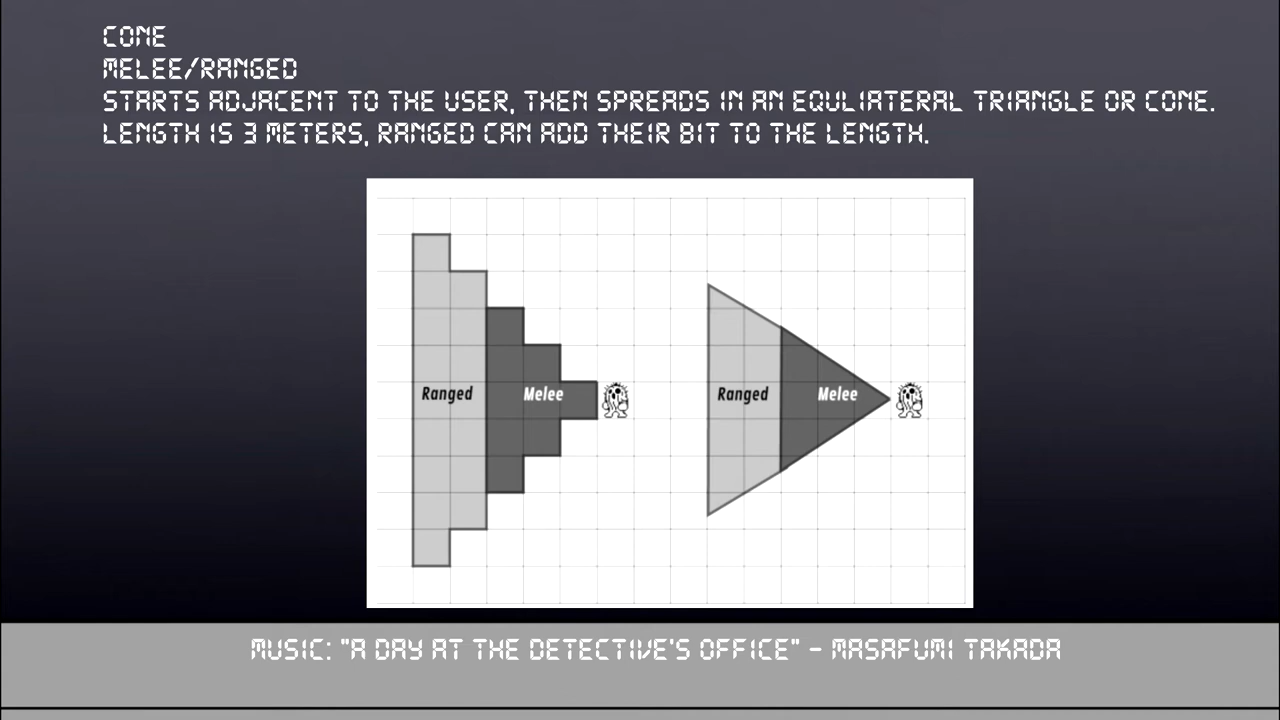 CONE
MELEE/RANGED
STARTS ADJACENT TO THE USER, THEN SPREADS IN AN EQULIATERAL TRIANGLE OR CONE.
LENGTH IS 3 METERS, RANGED CAN ADD THEIR BIT TO THE LENGTH.
Ranged Melee Ranged Melee
MUSIC: "A DAY AT THE DETECTIVE'S OFFICE" - MASAFUMI TAKADA